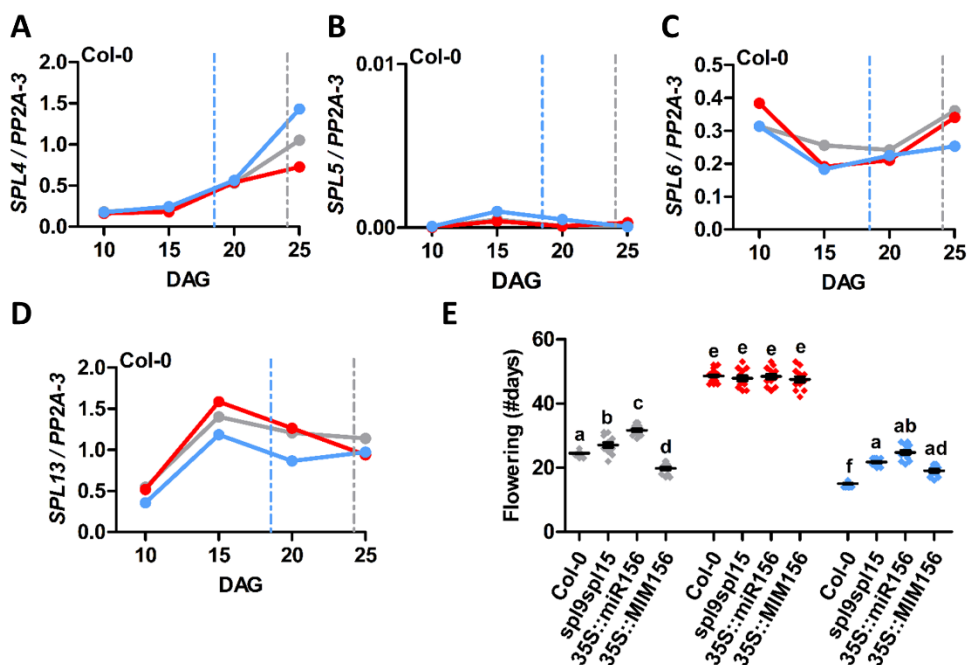 A
Col-0
SPL4 / PP2A-3
2.0
1.5
1.0
0.5
0.0
10 15 20 25
DAG
B
Col-0
SPL5 / PP2A-3
0.01
0.00
10 15 20 25
DAG
C
Col-0
SPL6 / PP2A-3
0.5
0.4
0.3
0.2
0.1
0.0
10 15 20 25
DAG
D
Col-0
SPL13 / PP2A-3
2.0
1.5
1.0
0.5
0.0
10 15 20 25
DAG
E
Flowering (#days)
60
40
20
0
a b c d e e e e f a ab ad
Col-0
spl9spl15
35S::miR156
35S::MIM156
Col-0
spl9spl15
35S::miR156
35S::MIM156
Col-0
spl9spl15
35S::miR156
35S::MIM156